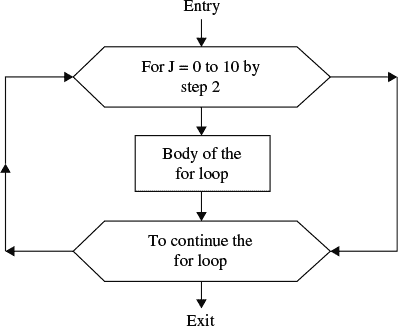 Entry
For J = 0 to 10 by
step 2
Body of the
for loop
To continue the
for loop
Exit